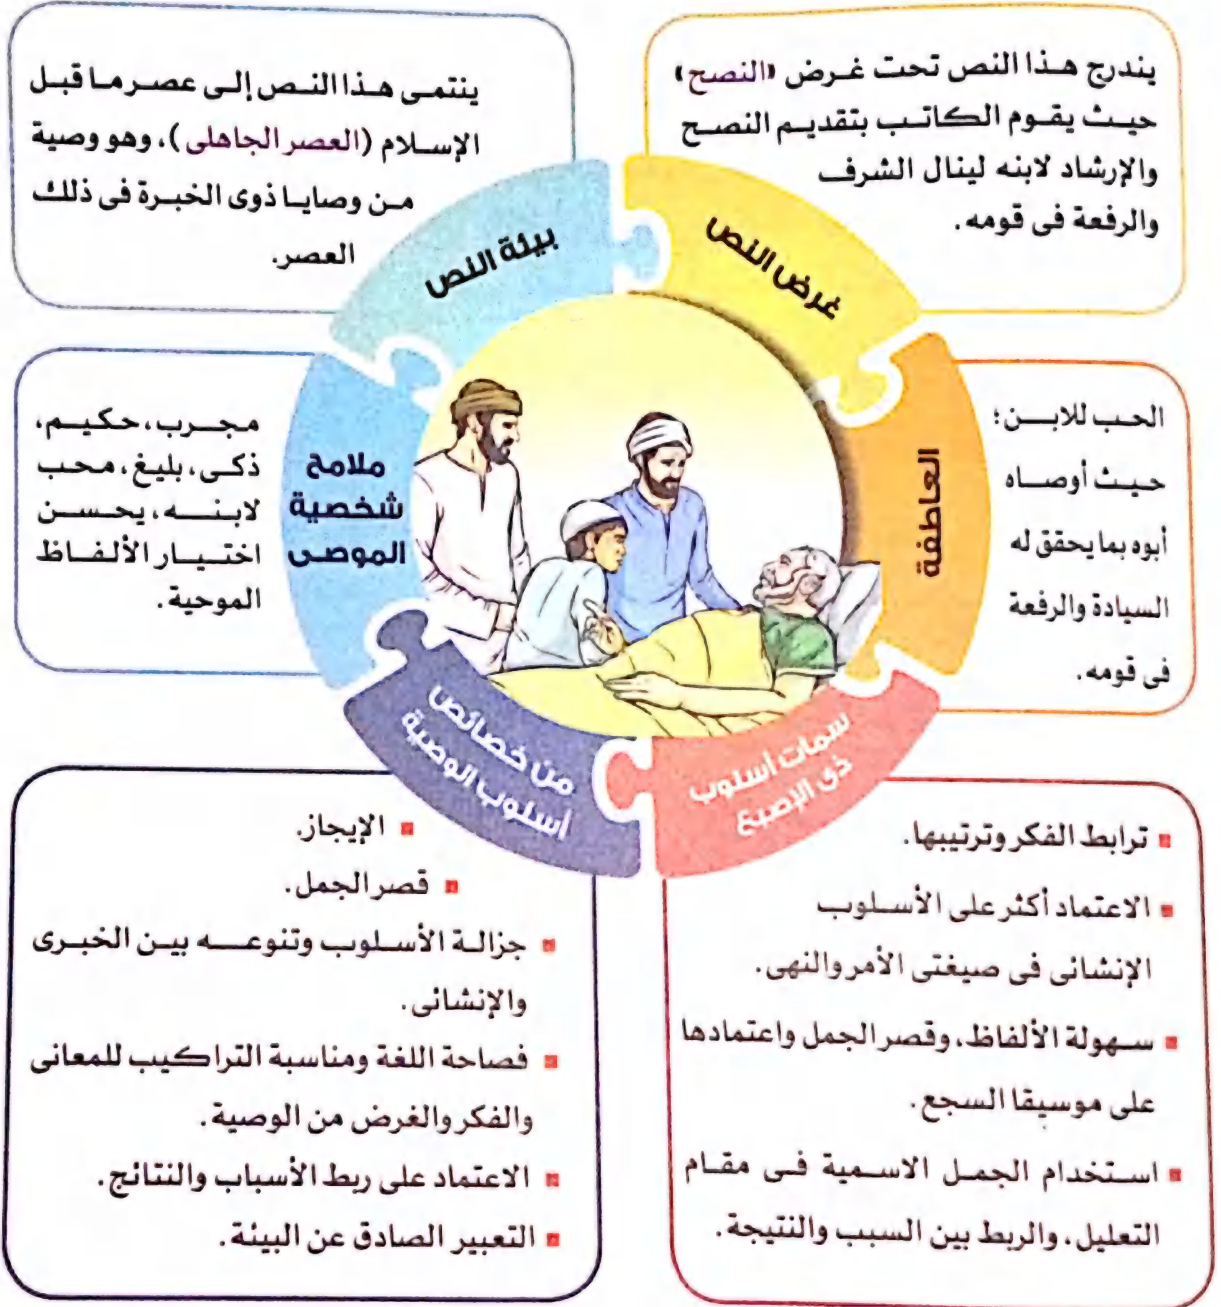 يندرج هذا النص تحت غرض «النصح»
حيث يقوم الكاتب بتقديم النصح
والإرشاد لابنه لينال الشرف
والرفعة فى قومه.
غرض النص
ينتمى هذا النص إلى عصر ما قبل
الإسلام (العصر الجاهلى)، وهو وصية
من وصايا ذوى الخبرة فى ذلك
العصر.
بيئة النص
العاطفة
الحب للابن؛
حيث أوصاه
أبوه بما يحقق له
السيادة والرفعة
فى قومه.
ملامح
شخصية
الموصى
مجرب، حكيم،
ذكى، بليغ، محب
لابنه، يحسن
اختيار الألفاظ
الموحية.
سمات أسلوب
ذى الإصبع
▪ ترابط الفكر وترتيبها.
▪ الاعتماد أكثر على الأسلوب
الإنشائى فى صيغتى الأمر والنهى.
▪ سهولة الألفاظ، وقصر الجمل واعتمادها
على موسيقا السجع.
▪ استخدام الجمل الاسمية فى مقام
التعليل، والربط بين السبب والنتيجة.
من خصائص
أسلوب الوصية
▪ الإيجاز.
▪ قصر الجمل.
▪ جزالة الأسلوب وتنوعه بين الخبرى
والإنشائى.
▪ فصاحة اللغة ومناسبة التراكيب للمعانى
والفكر والغرض من الوصية.
▪ الاعتماد على ربط الأسباب والنتائج.
▪ التعبير الصادق عن البيئة.